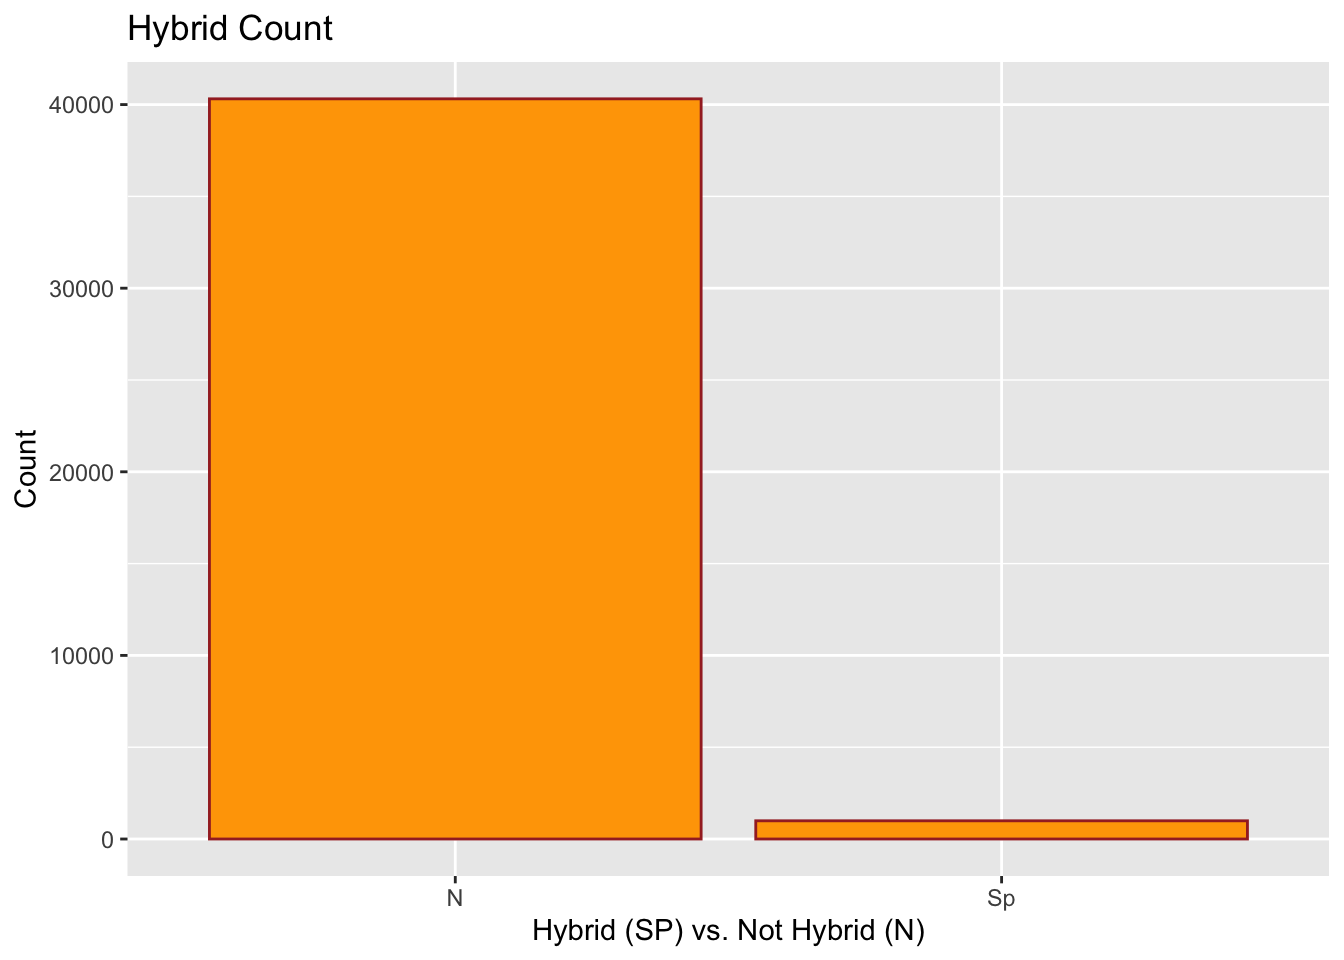 Hybrid Count
Count
40000
30000
20000
10000
0
N
Sp
Hybrid (SP) vs. Not Hybrid (N)